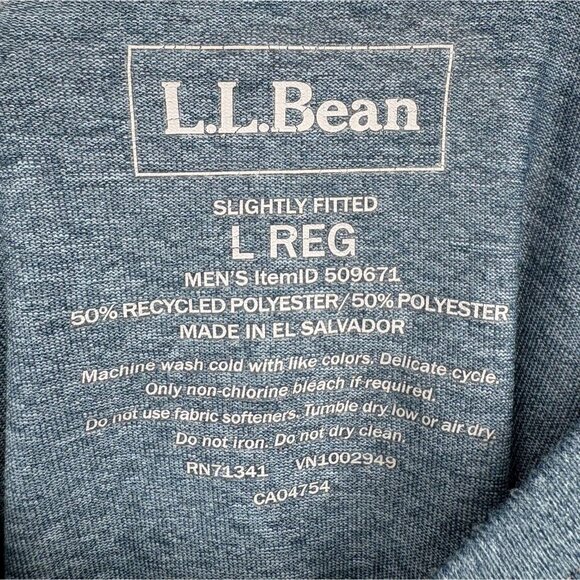 L.L.Bean
SLIGHTLY FITTED
L REG
MEN'S ItemID 509671
50% RECYCLED POLYESTER/50% POLYESTER
MADE IN EL SALVADOR
Machine wash cold with like colors. Delicate cycle.
Only non-chlorine bleach if required.
Do not use fabric softeners. Tumble dry low or air dry.
Do not iron. Do not dry clean.
RN71341 VN1002949
CA04754